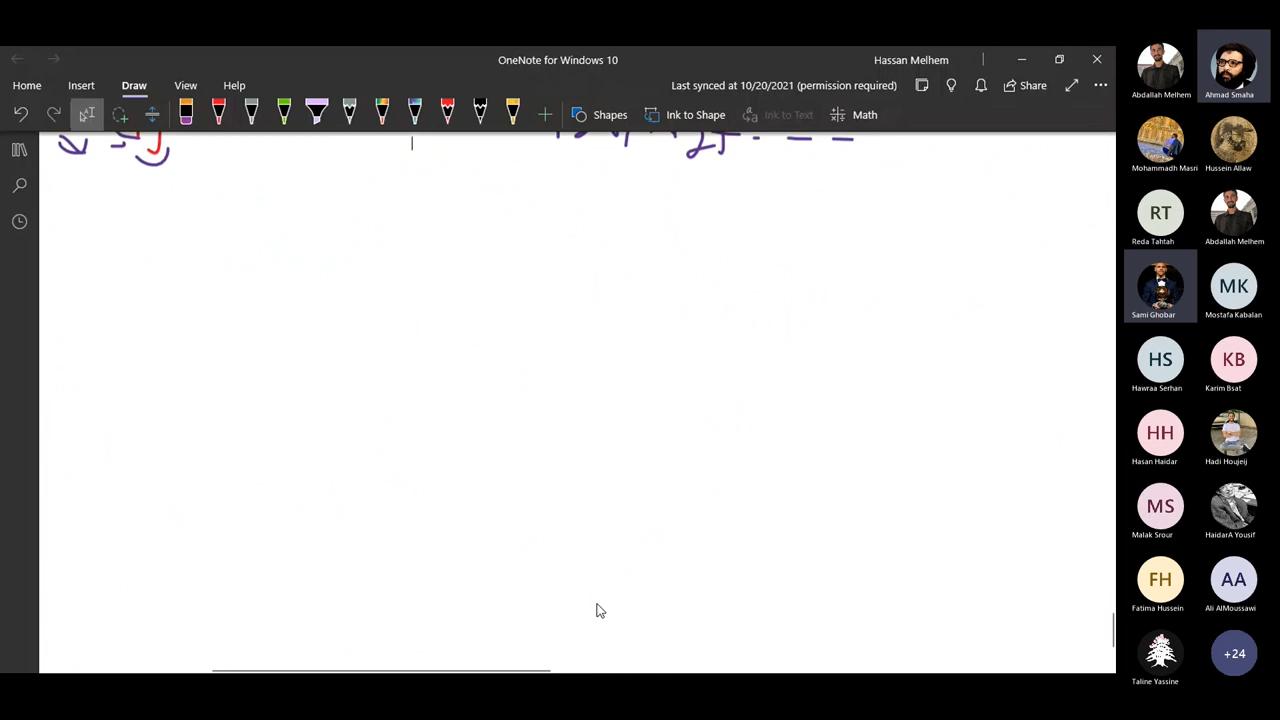 OneNote for Windows 10
Hassan Melhem
Home
Insert
Draw
View
Help
Last synced at 10/20/2021 (permission required)
Share
Shapes
Ink to Shape
Ink to Text
Math
25
Abdallah Melhem
Ahmad Smaha
Mohammadh Masri
Hussein Allaw
RT
Reda Tahtah
Abdallah Melhem
Sami Ghobar
MK
Mostafa Kabalan
HS
Hawraa Serhan
KB
Karim Bsat
HH
Hasan Haidar
Hadi Houjeij
MS
Malak Srour
HaidarA Yousif
FH
Fatima Hussein
AA
Ali AlMoussawi
Taline Yassine
+24